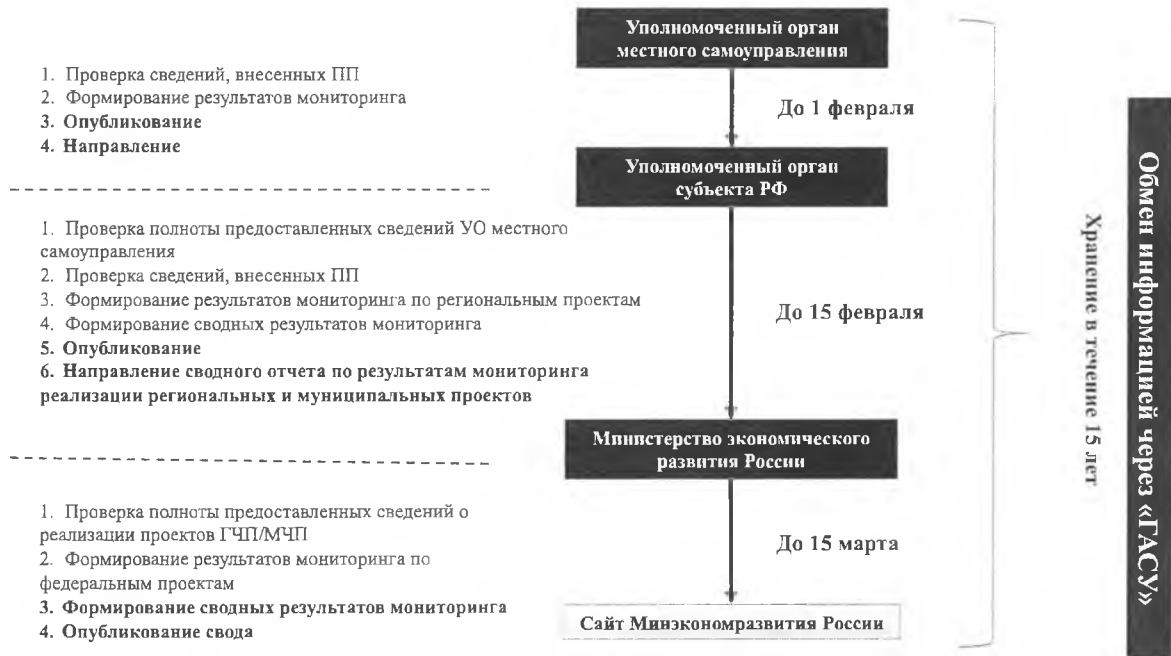 Уполномоченный орган
местного самоуправления
1. Проверка сведений, внесенных ПП
2. Формирование результатов мониторинга
3. Опубликование
4. Направление
До 1 февраля
Уполномоченный орган
субъекта РФ
1. Проверка полноты предоставленных сведений УО местного
самоуправления
2. Проверка сведений, внесенных ПП
3. Формирование результатов мониторинга по региональным проектам
4. Формирование сводных результатов мониторинга
5. Опубликование
6. Направление сводного отчета по результатам мониторинга
реализации региональных и муниципальных проектов
До 15 февраля
Министерство экономического
развития России
1. Проверка полноты предоставленных сведений о
реализации проектов ГЧП/МЧП
2. Формирование результатов мониторинга по
федеральным проектам
3. Формирование сводных результатов мониторинга
4. Опубликование свода
До 15 марта
Сайт Минэкономразвития России
Хранение в течение 15 лет
Обмен информацией через «ГАСУ»